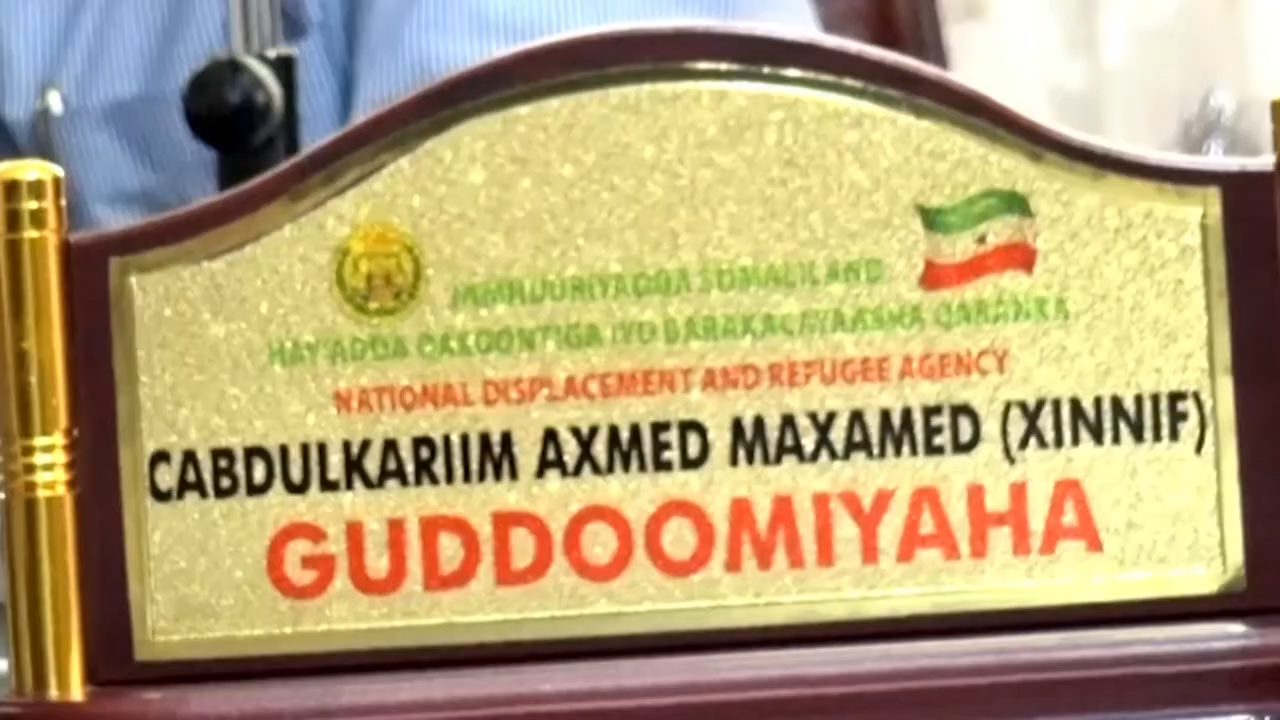 JAMHUURIYADDA SOMALILAND
HAY'ADDA QAXOONTIGA IYO BARAKACAYAASHA QARANKA
NATIONAL DISPLACEMENT AND REFUGEE AGENCY
CABDULKARIIM AXMED MAXAMED (XINNIF)
GUDDOOMIYAHA